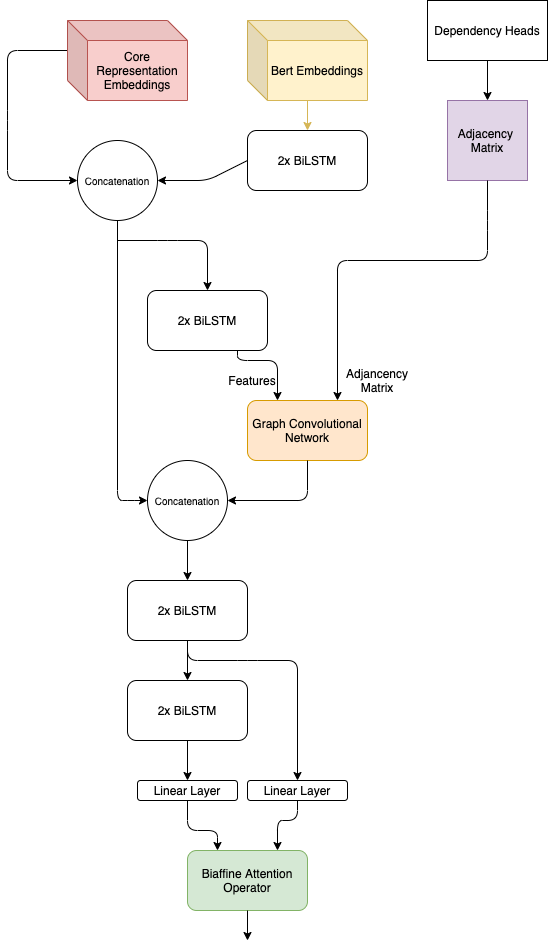 Dependency Heads
Core
Representation
Embeddings
Bert Embeddings
Adjacency
Matrix
2x BiLSTM
Concatenation
2x BiLSTM
Features
Adjancency
Matrix
Graph Convolutional
Network
Concatenation
2x BiLSTM
2x BiLSTM
Linear Layer
Linear Layer
Biaffine Attention
Operator